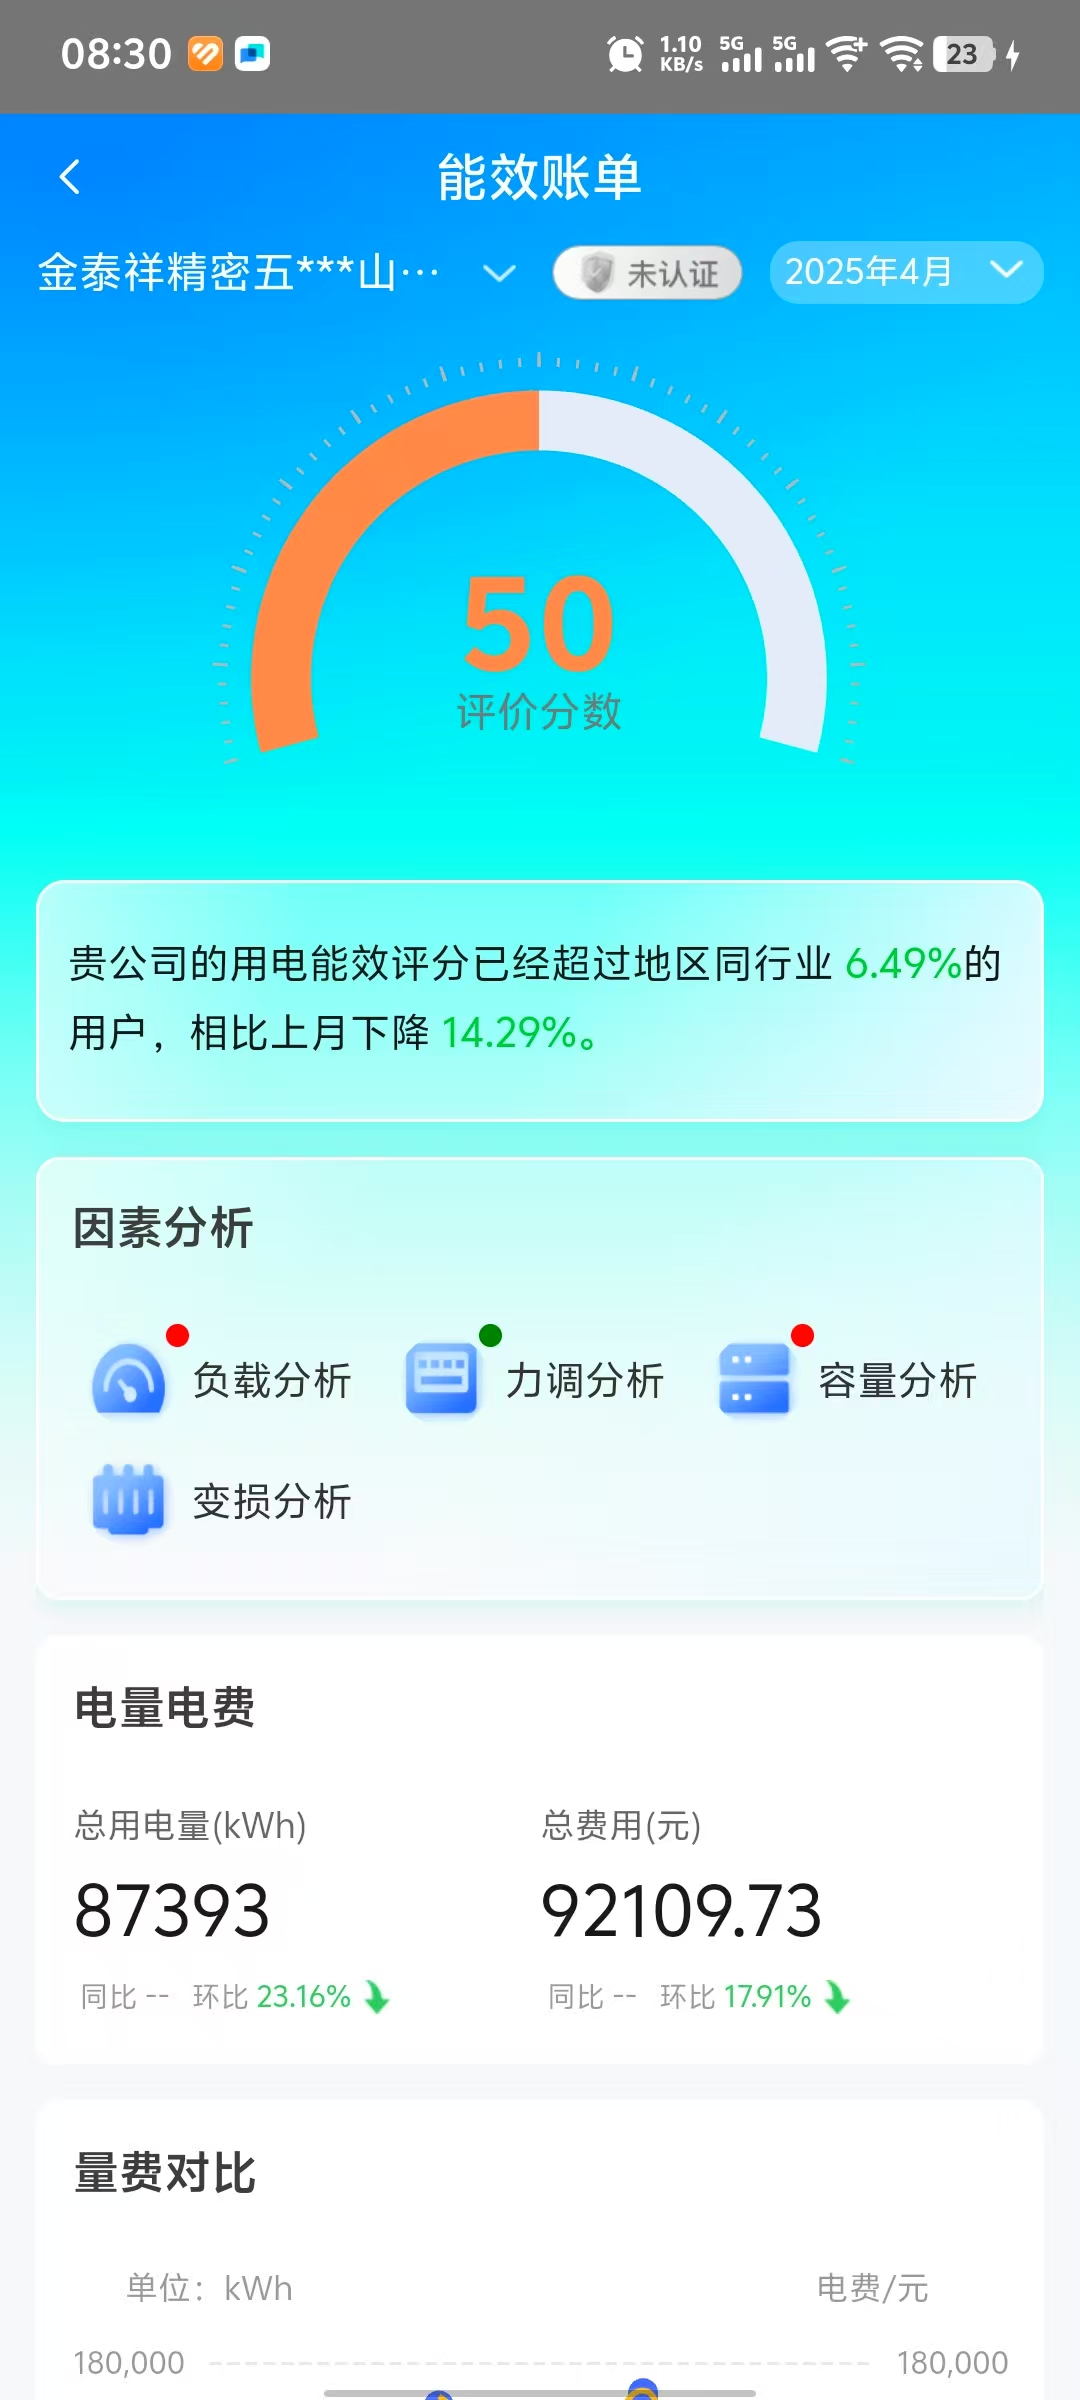 08:30
1.10
KB/s
5G
5G
23
能效账单
金泰祥精密五***山…
未认证
2025年4月
50
评价分数
贵公司的用电能效评分已经超过地区同行业 6.49%的
用户，相比上月下降 14.29%。
因素分析
负载分析
力调分析
容量分析
变损分析
电量电费
总用电量(kWh)
总费用(元)
87393
92109.73
同比 -- 环比 23.16%
同比 -- 环比 17.91%
量费对比
单位：kWh
电费/元
180,000
180,000